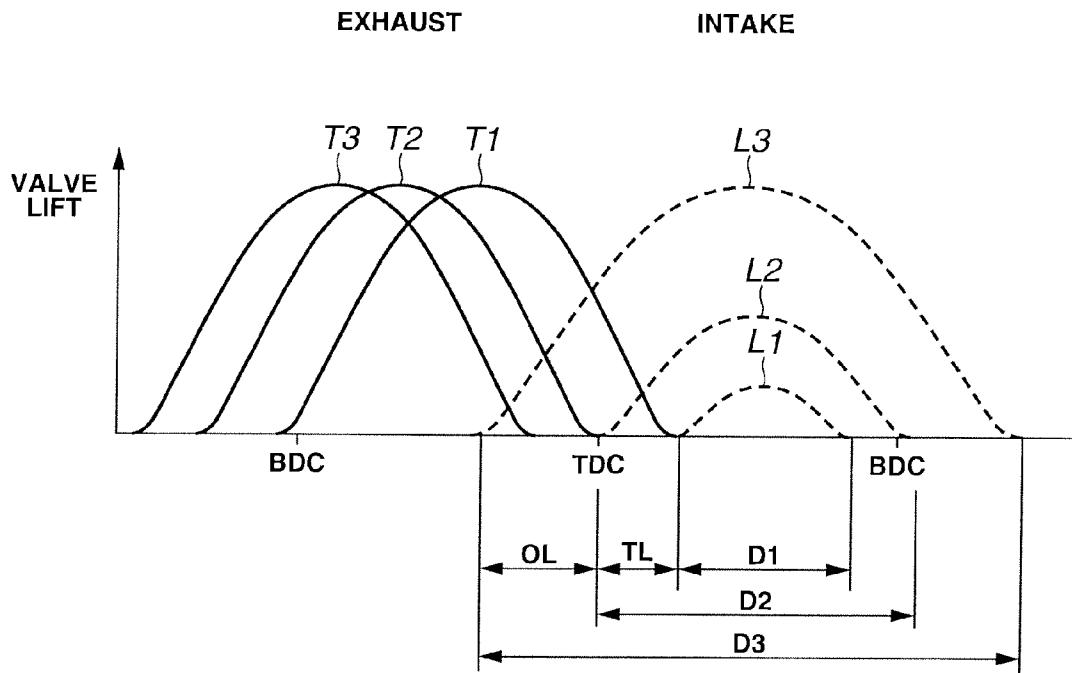 EXHAUST INTAKE
T3 T2 T1 L3
VALVE
LIFT
L2
L1
BDC TDC BDC
OL TL D1
D2
D3